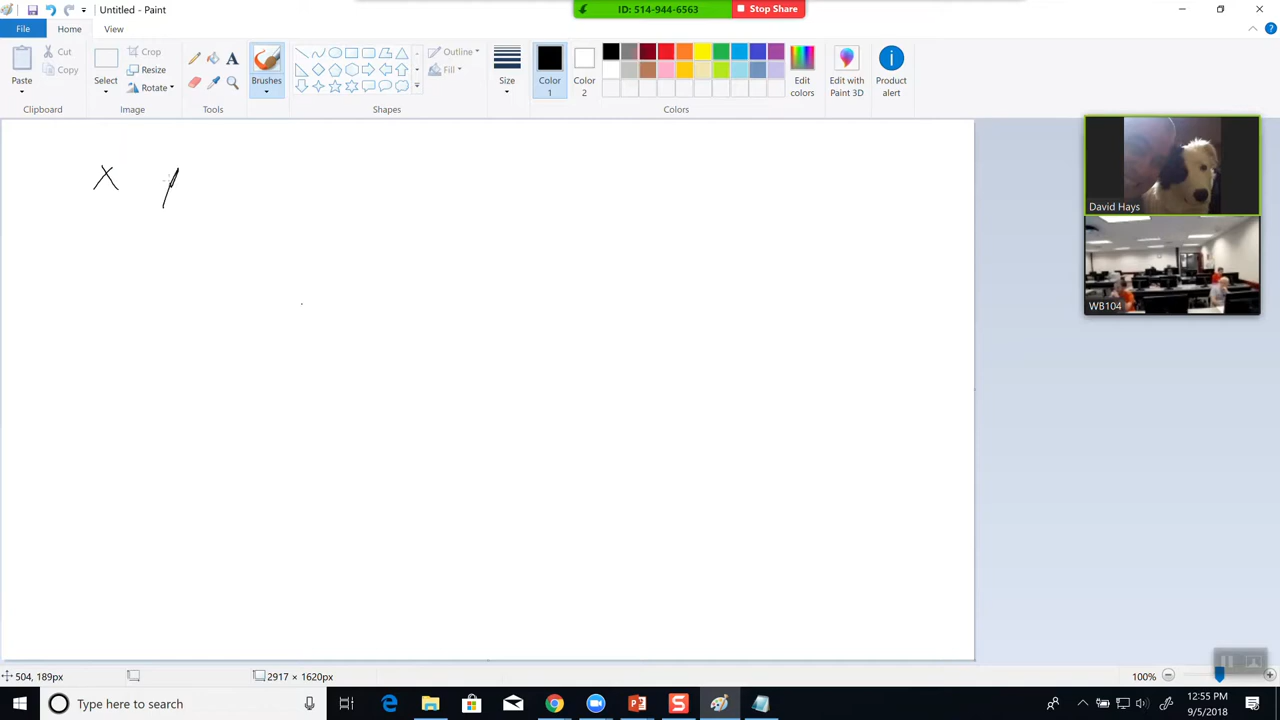 Untitled - Paint
ID: 514-944-6563
Stop Share
File
Home
View
Paste
Cut
Copy
Clipboard
Select
Crop
Resize
Rotate
Image
Tools
Brushes
Shapes
Outline
Fill
Size
Color
1
Color
2
Edit
colors
Colors
Edit with
Paint 3D
Product
alert
X
David Hays
WB104
504, 189px
2917 × 1620px
100%
Type here to search
12:55 PM
9/5/2018